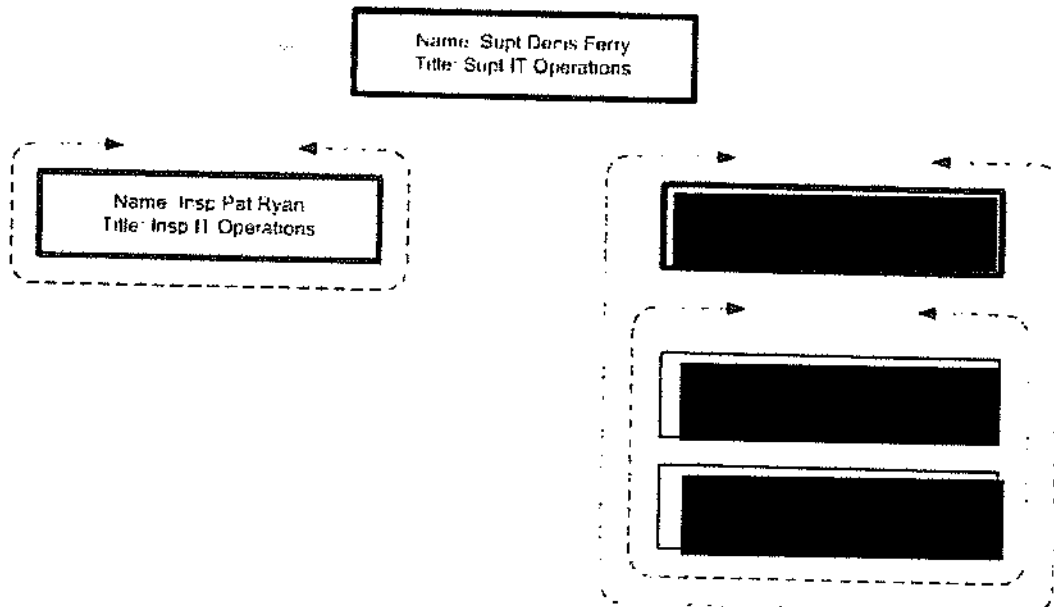 Name: Supt Denis Ferry
Title: Supt IT Operations
Name: Insp Pat Ryan
Title: Insp IT Operations